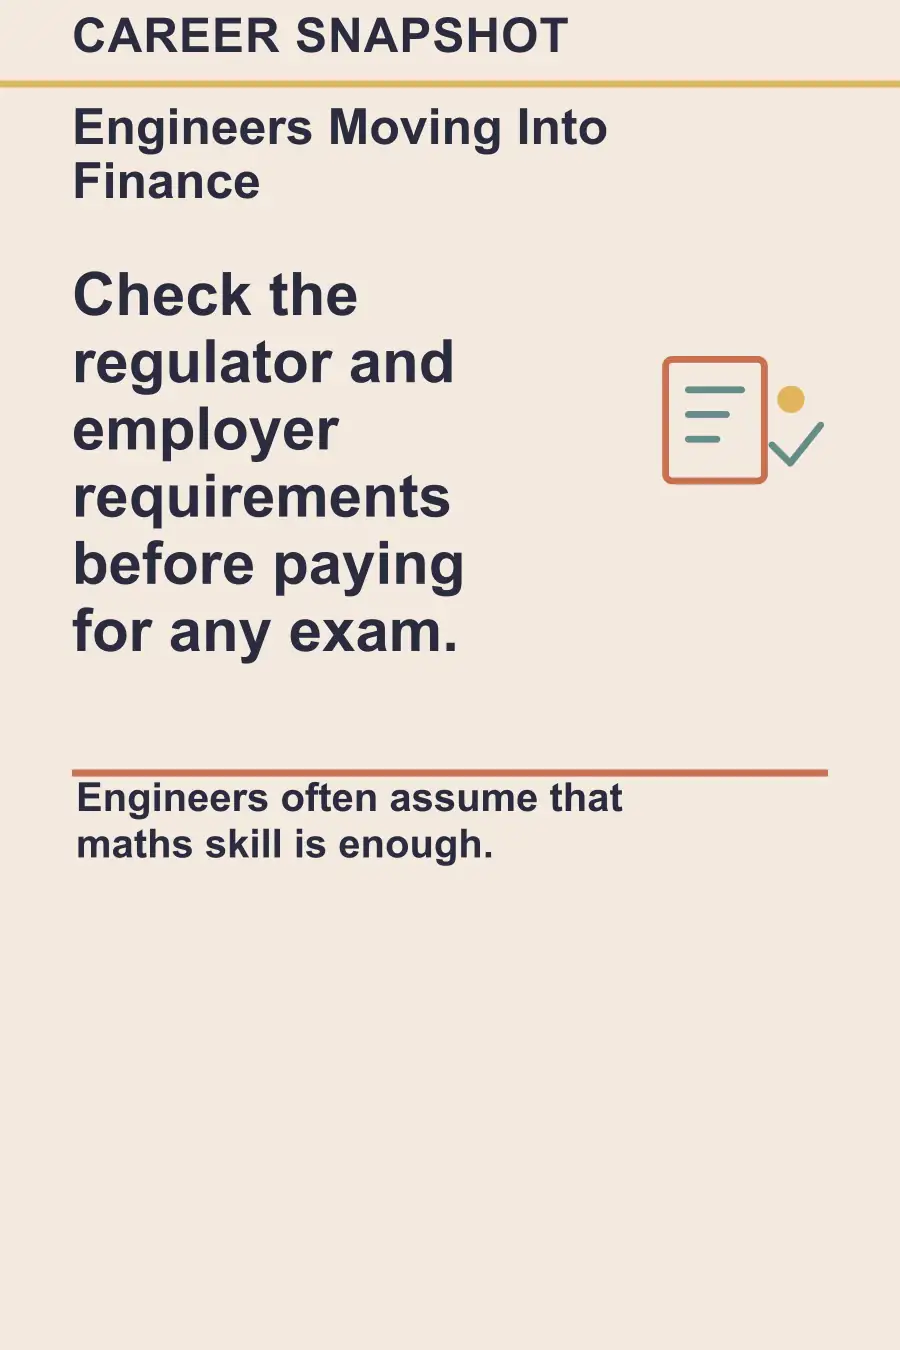 CAREER SNAPSHOT
Engineers Moving Into
Finance
Check the
regulator and
employer
requirements
before paying
for any exam.
Engineers often assume that
maths skill is enough.